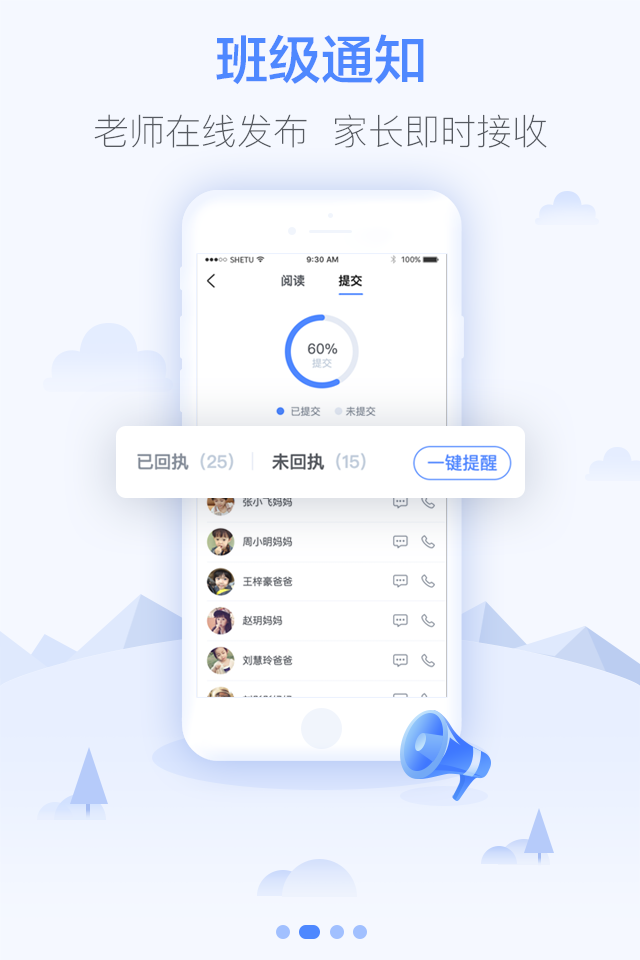 班级通知
老师在线发布 家长即时接收
SHETU 9:30 AM 100%
阅读 提交
60%
提交
已提交 未提交
已回执（25） 未回执（15） 一键提醒
张小飞妈妈
周小明妈妈
王梓豪爸爸
赵玥妈妈
刘慧玲爸爸